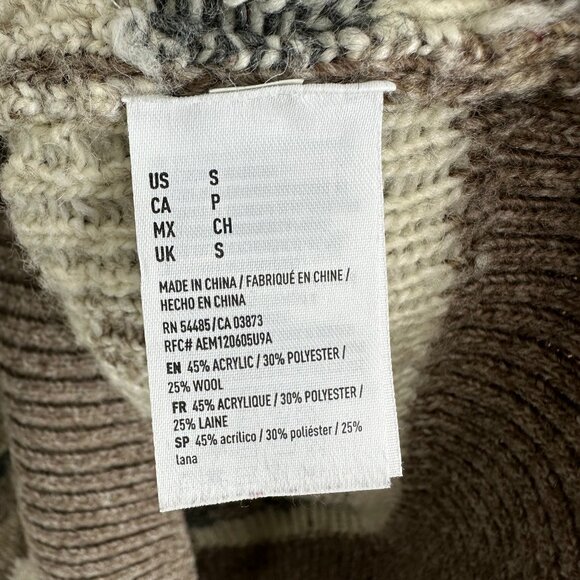 US S
CA P
MX CH
UK S
MADE IN CHINA / FABRIQUÉ EN CHINE /
HECHO EN CHINA
RN 54485/CA 03873
RFC# AEM120605U9A
EN 45% ACRYLIC / 30% POLYESTER /
25% WOOL
FR 45% ACRYLIQUE / 30% POLYESTER /
25% LAINE
SP 45% acrílico / 30% poliéster / 25%
lana